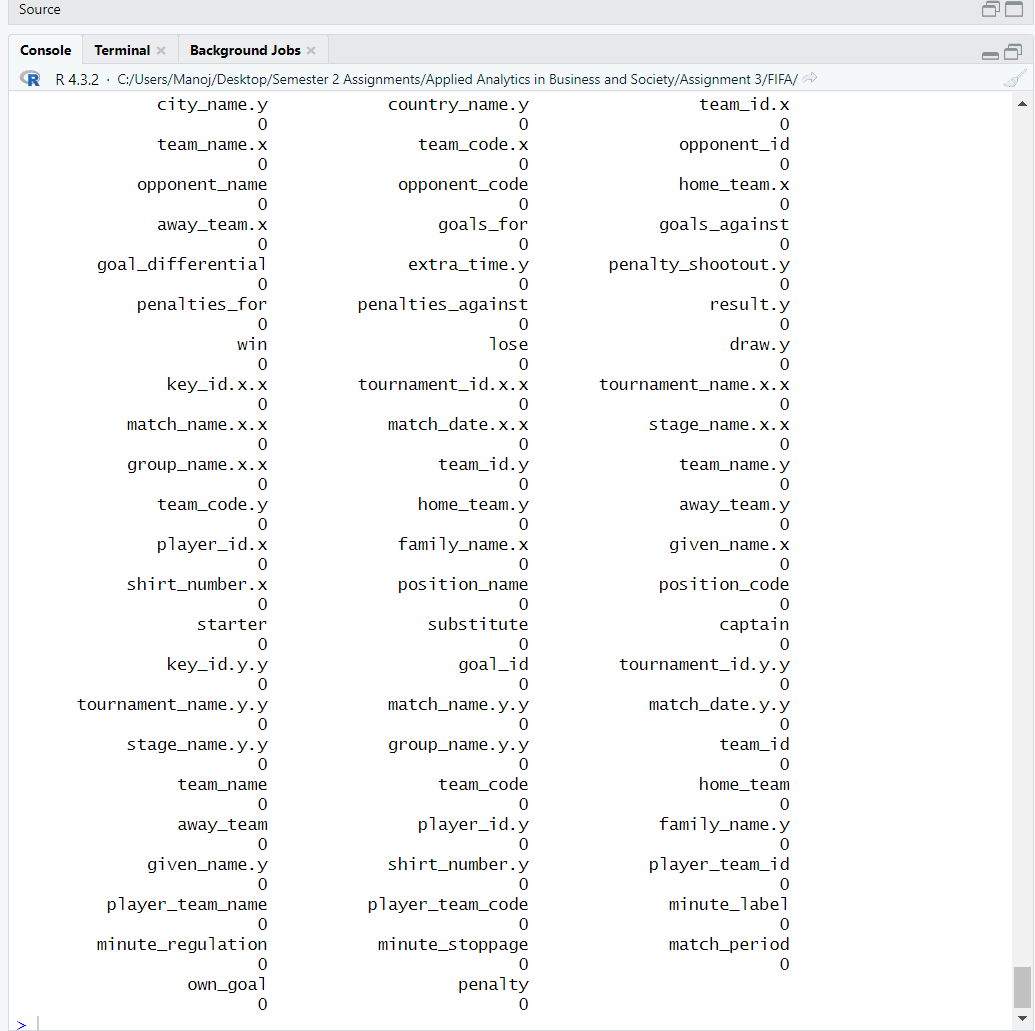 Source
Console Terminal Background Jobs
R 4.3.2 · C:/Users/Manoj/Desktop/Semester 2 Assignments/Applied Analytics in Business and Society/Assignment 3/FIFA/
city_name.y country_name.y team_id.x
0 0 0
team_name.x team_code.x opponent_id
0 0 0
opponent_name opponent_code home_team.x
0 0 0
away_team.x goals_for goals_against
0 0 0
goal_differential extra_time.y penalty_shootout.y
0 0 0
penalties_for penalties_against result.y
0 0 0
win lose draw.y
0 0 0
key_id.x.x tournament_id.x.x tournament_name.x.x
0 0 0
match_name.x.x match_date.x.x stage_name.x.x
0 0 0
group_name.x.x team_id.y team_name.y
0 0 0
team_code.y home_team.y away_team.y
0 0 0
player_id.x family_name.x given_name.x
0 0 0
shirt_number.x position_name position_code
0 0 0
starter substitute captain
0 0 0
key_id.y.y goal_id tournament_id.y.y
0 0 0
tournament_name.y.y match_name.y.y match_date.y.y
0 0 0
stage_name.y.y group_name.y.y team_id
0 0 0
team_name team_code home_team
0 0 0
away_team player_id.y family_name.y
0 0 0
given_name.y shirt_number.y player_team_id
0 0 0
player_team_name player_team_code minute_label
0 0 0
minute_regulation minute_stoppage match_period
0 0 0
own_goal penalty
0 0
>